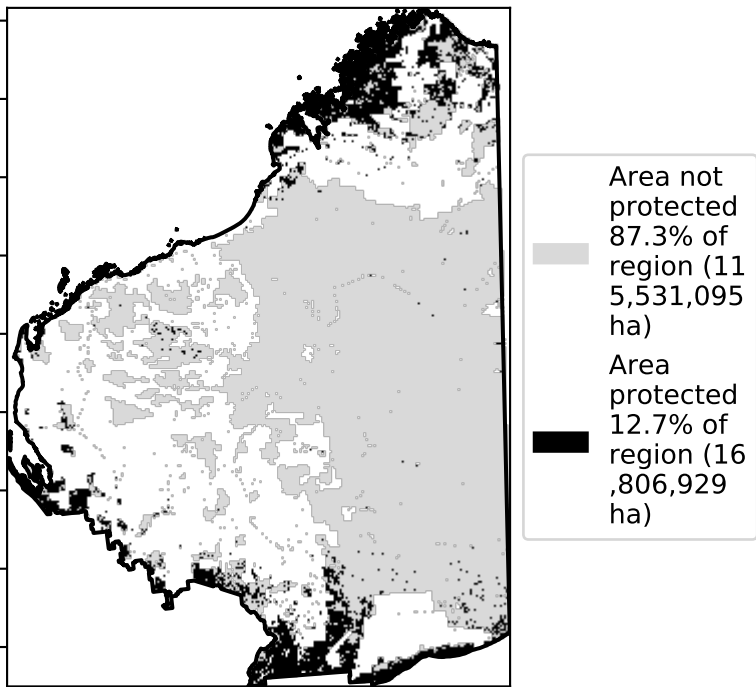 Area not
protected
87.3% of
region (11
5,531,095
ha)
Area
protected
12.7% of
region (16
,806,929
ha)